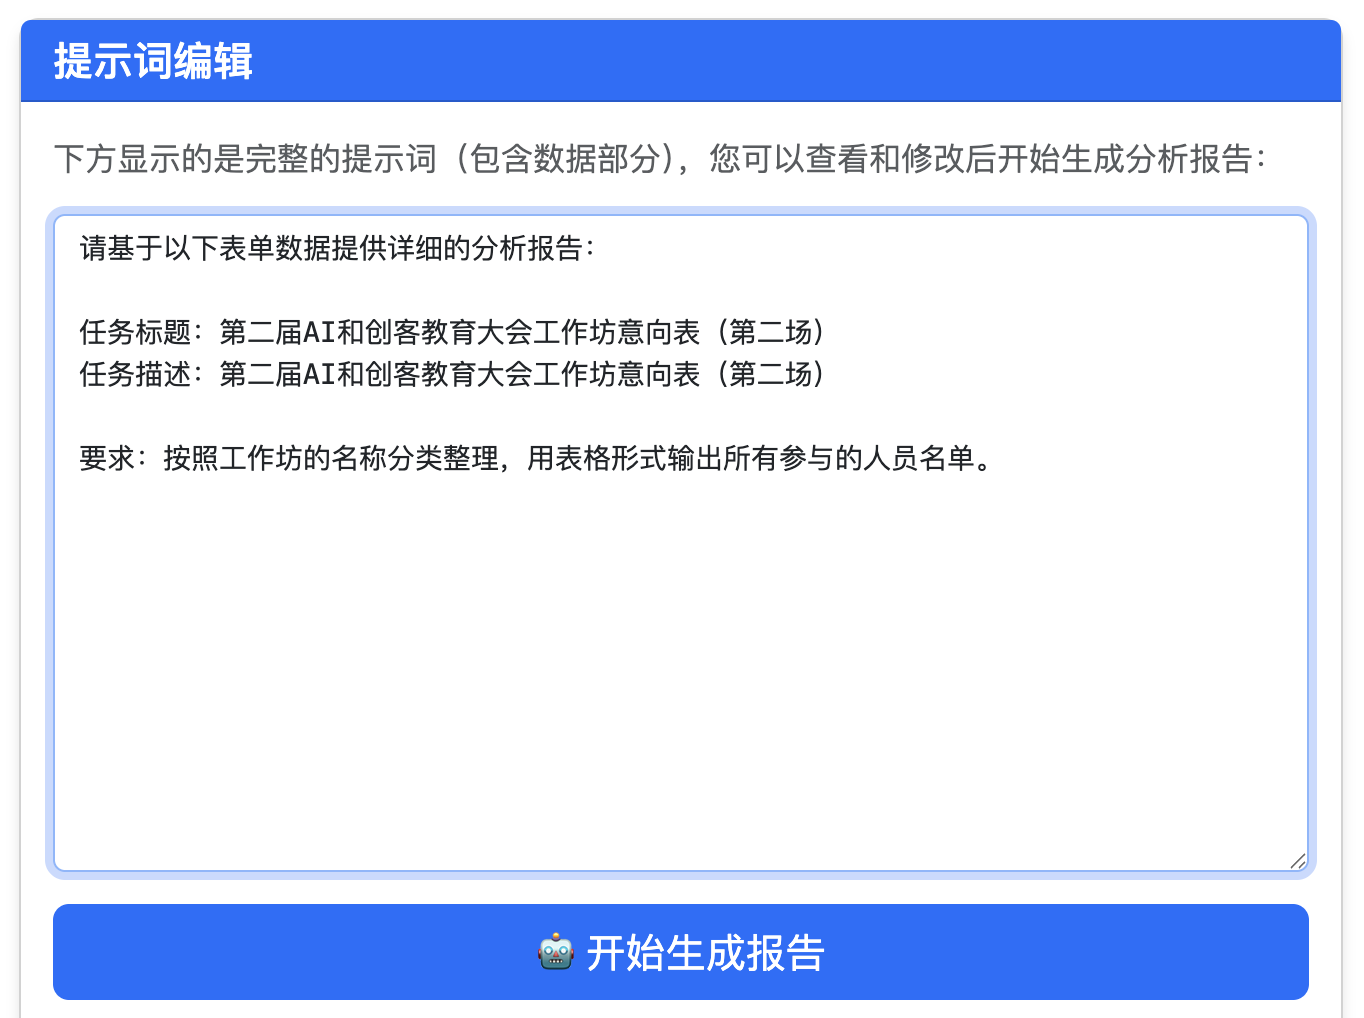 提示词编辑
下方显示的是完整的提示词（包含数据部分），您可以查看和修改后开始生成分析报告：
请基于以下表单数据提供详细的分析报告：
任务标题：第二届AI和创客教育大会工作坊意向表（第二场）
任务描述：第二届AI和创客教育大会工作坊意向表（第二场）
要求：按照工作坊的名称分类整理，用表格形式输出所有参与的人员名单。
🤖 开始生成报告